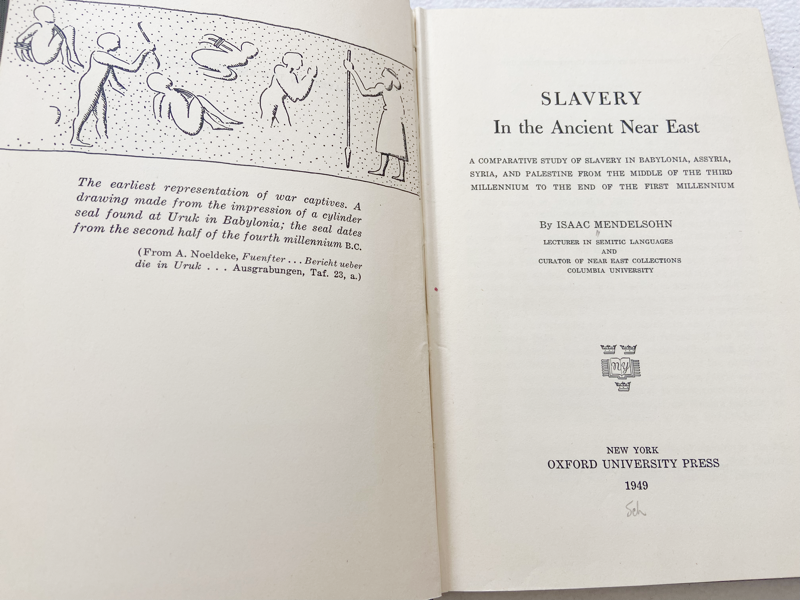 The earliest representation of war captives. A
drawing made from the impression of a cylinder
seal found at Uruk in Babylonia; the seal dates
from the second half of the fourth millennium B.C.
(From A. Noeldeke, Fuenfter . . . Bericht ueber
die in Uruk . . . Ausgrabungen, Taf. 23, a.)
SLAVERY
In the Ancient Near East
A COMPARATIVE STUDY OF SLAVERY IN BABYLONIA, ASSYRIA,
SYRIA, AND PALESTINE FROM THE MIDDLE OF THE THIRD
MILLENNIUM TO THE END OF THE FIRST MILLENNIUM
By ISAAC MENDELSOHN
LECTURER IN SEMITIC LANGUAGES
AND
CURATOR OF NEAR EAST COLLECTIONS
COLUMBIA UNIVERSITY
NEW YORK
OXFORD UNIVERSITY PRESS
1949